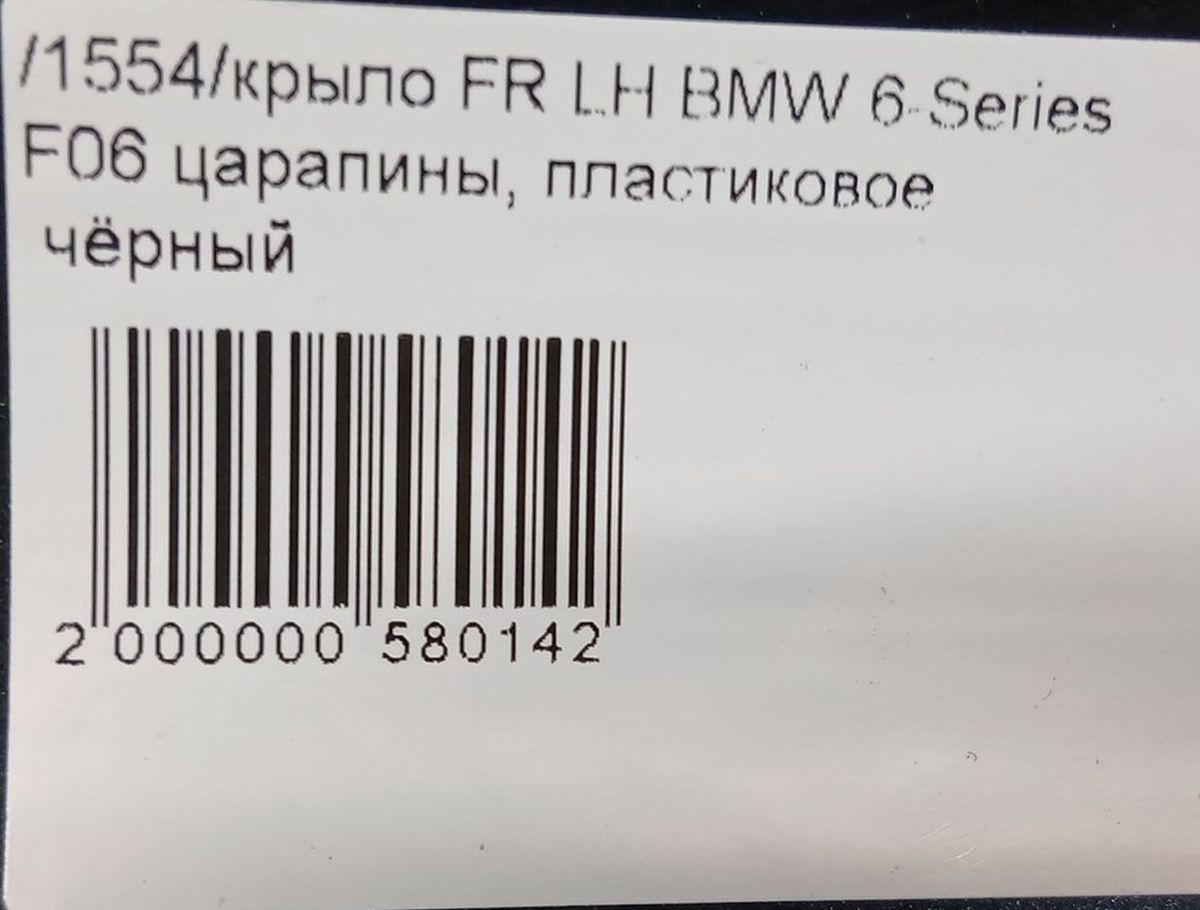 /1554/крыло FR LH BMW 6-Series
F06 царапины, пластиковое
чёрный
2 000000 580142